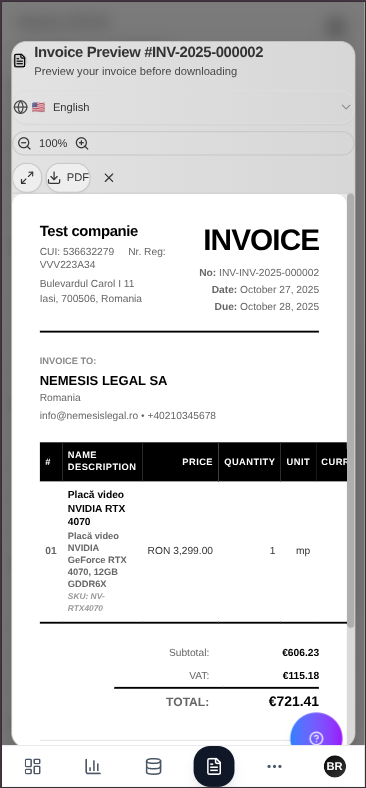 Invoice Preview #INV-2025-000002
Preview your invoice before downloading
English
100%
PDF
Test companie
INVOICE
CUI: 536632279 Nr. Reg:
VVV223A34
Bulevardul Carol I 11
Iasi, 700506, Romania
No: INV-INV-2025-000002
Date: October 27, 2025
Due: October 28, 2025
INVOICE TO:
NEMESIS LEGAL SA
Romania
info@nemesislegal.ro • +40210345678
# NAME DESCRIPTION PRICE QUANTITY UNIT CURR
Placă video
NVIDIA RTX
4070
Placă video
NVIDIA
GeForce RTX
4070, 12GB
GDDR6X
SKU: NV-
RTX4070
01 RON 3,299.00 1 mp
Subtotal: €606.23
VAT: €115.18
TOTAL: €721.41
BR